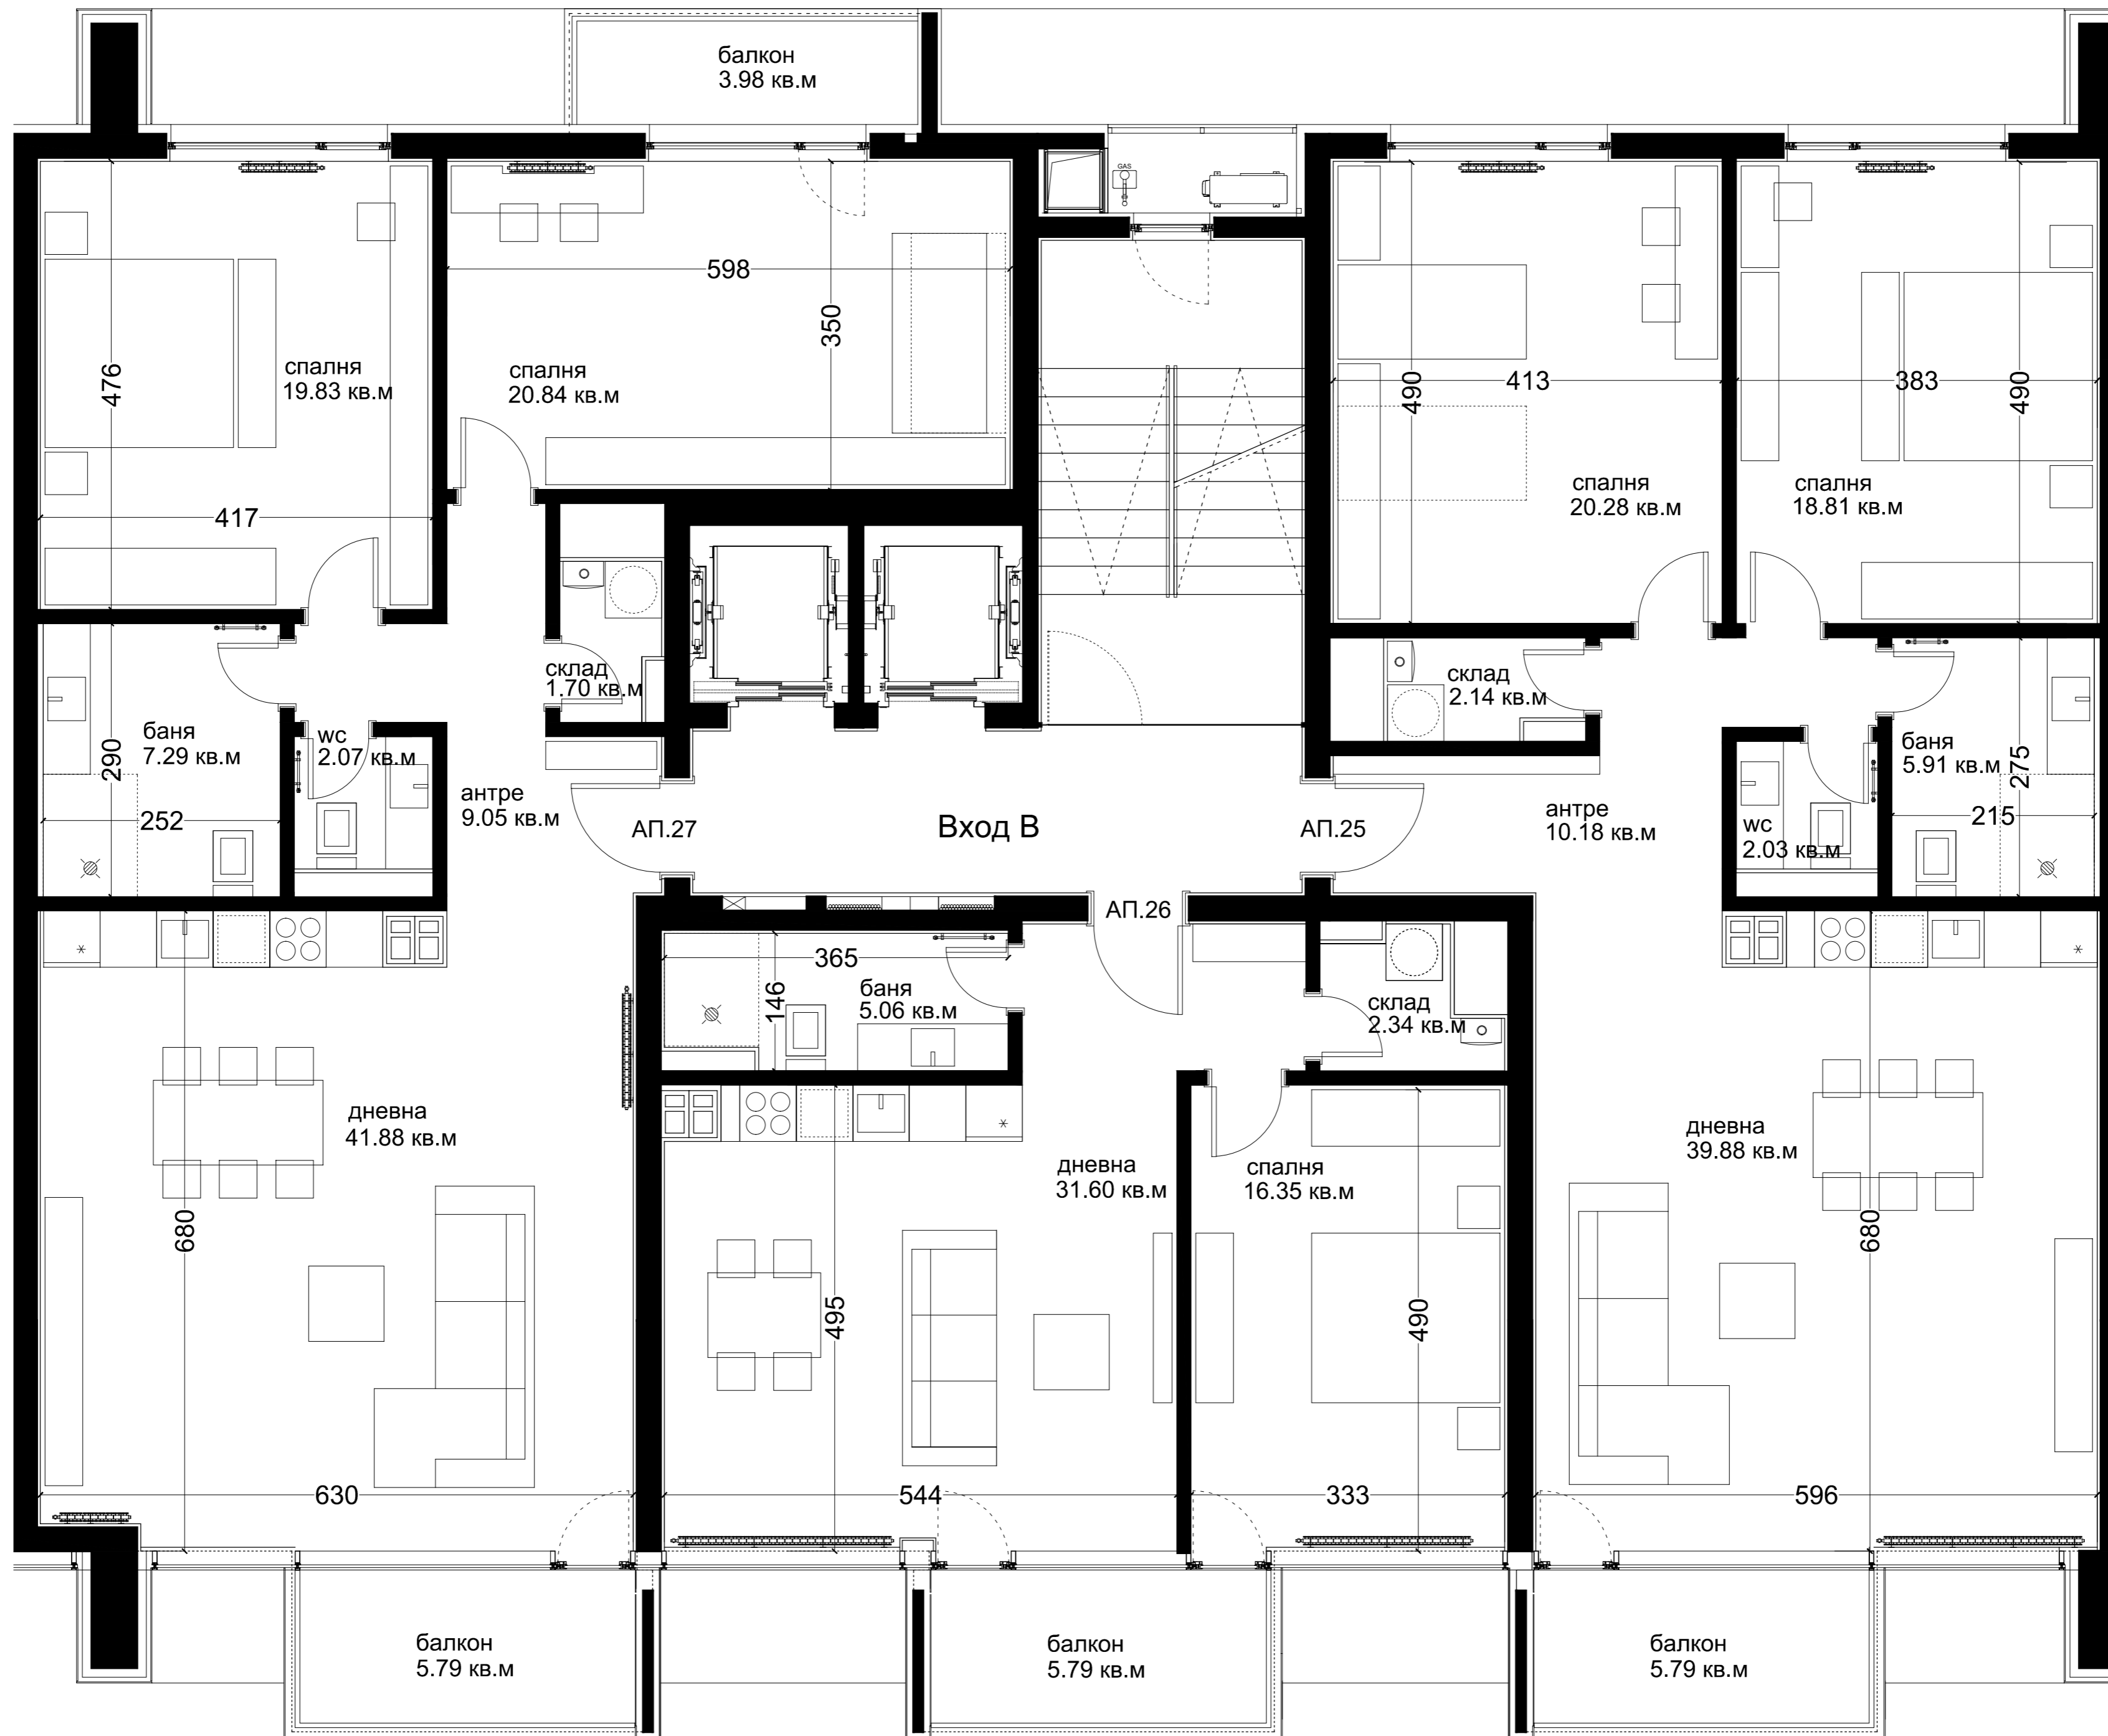 балкон
3.98 кв.м
GAS
598
350
476
спалня
19.83 кв.м
спалня
20.84 кв.м
417
490
413
383
490
спалня
20.28 кв.м
спалня
18.81 кв.м
склад
1.70 кв.м
склад
2.14 кв.м
баня
7.29 кв.м
290
252
wc
2.07 кв.м
антре
9.05 кв.м
АП.27
Вход В
АП.25
антре
10.18 кв.м
wc
2.03 кв.м
баня
5.91 кв.м
275
215
АП.26
365
146
баня
5.06 кв.м
склад
2.34 кв.м
дневна
41.88 кв.м
680
дневна
31.60 кв.м
495
спалня
16.35 кв.м
490
дневна
39.88 кв.м
680
630
544
333
596
балкон
5.79 кв.м
балкон
5.79 кв.м
балкон
5.79 кв.м